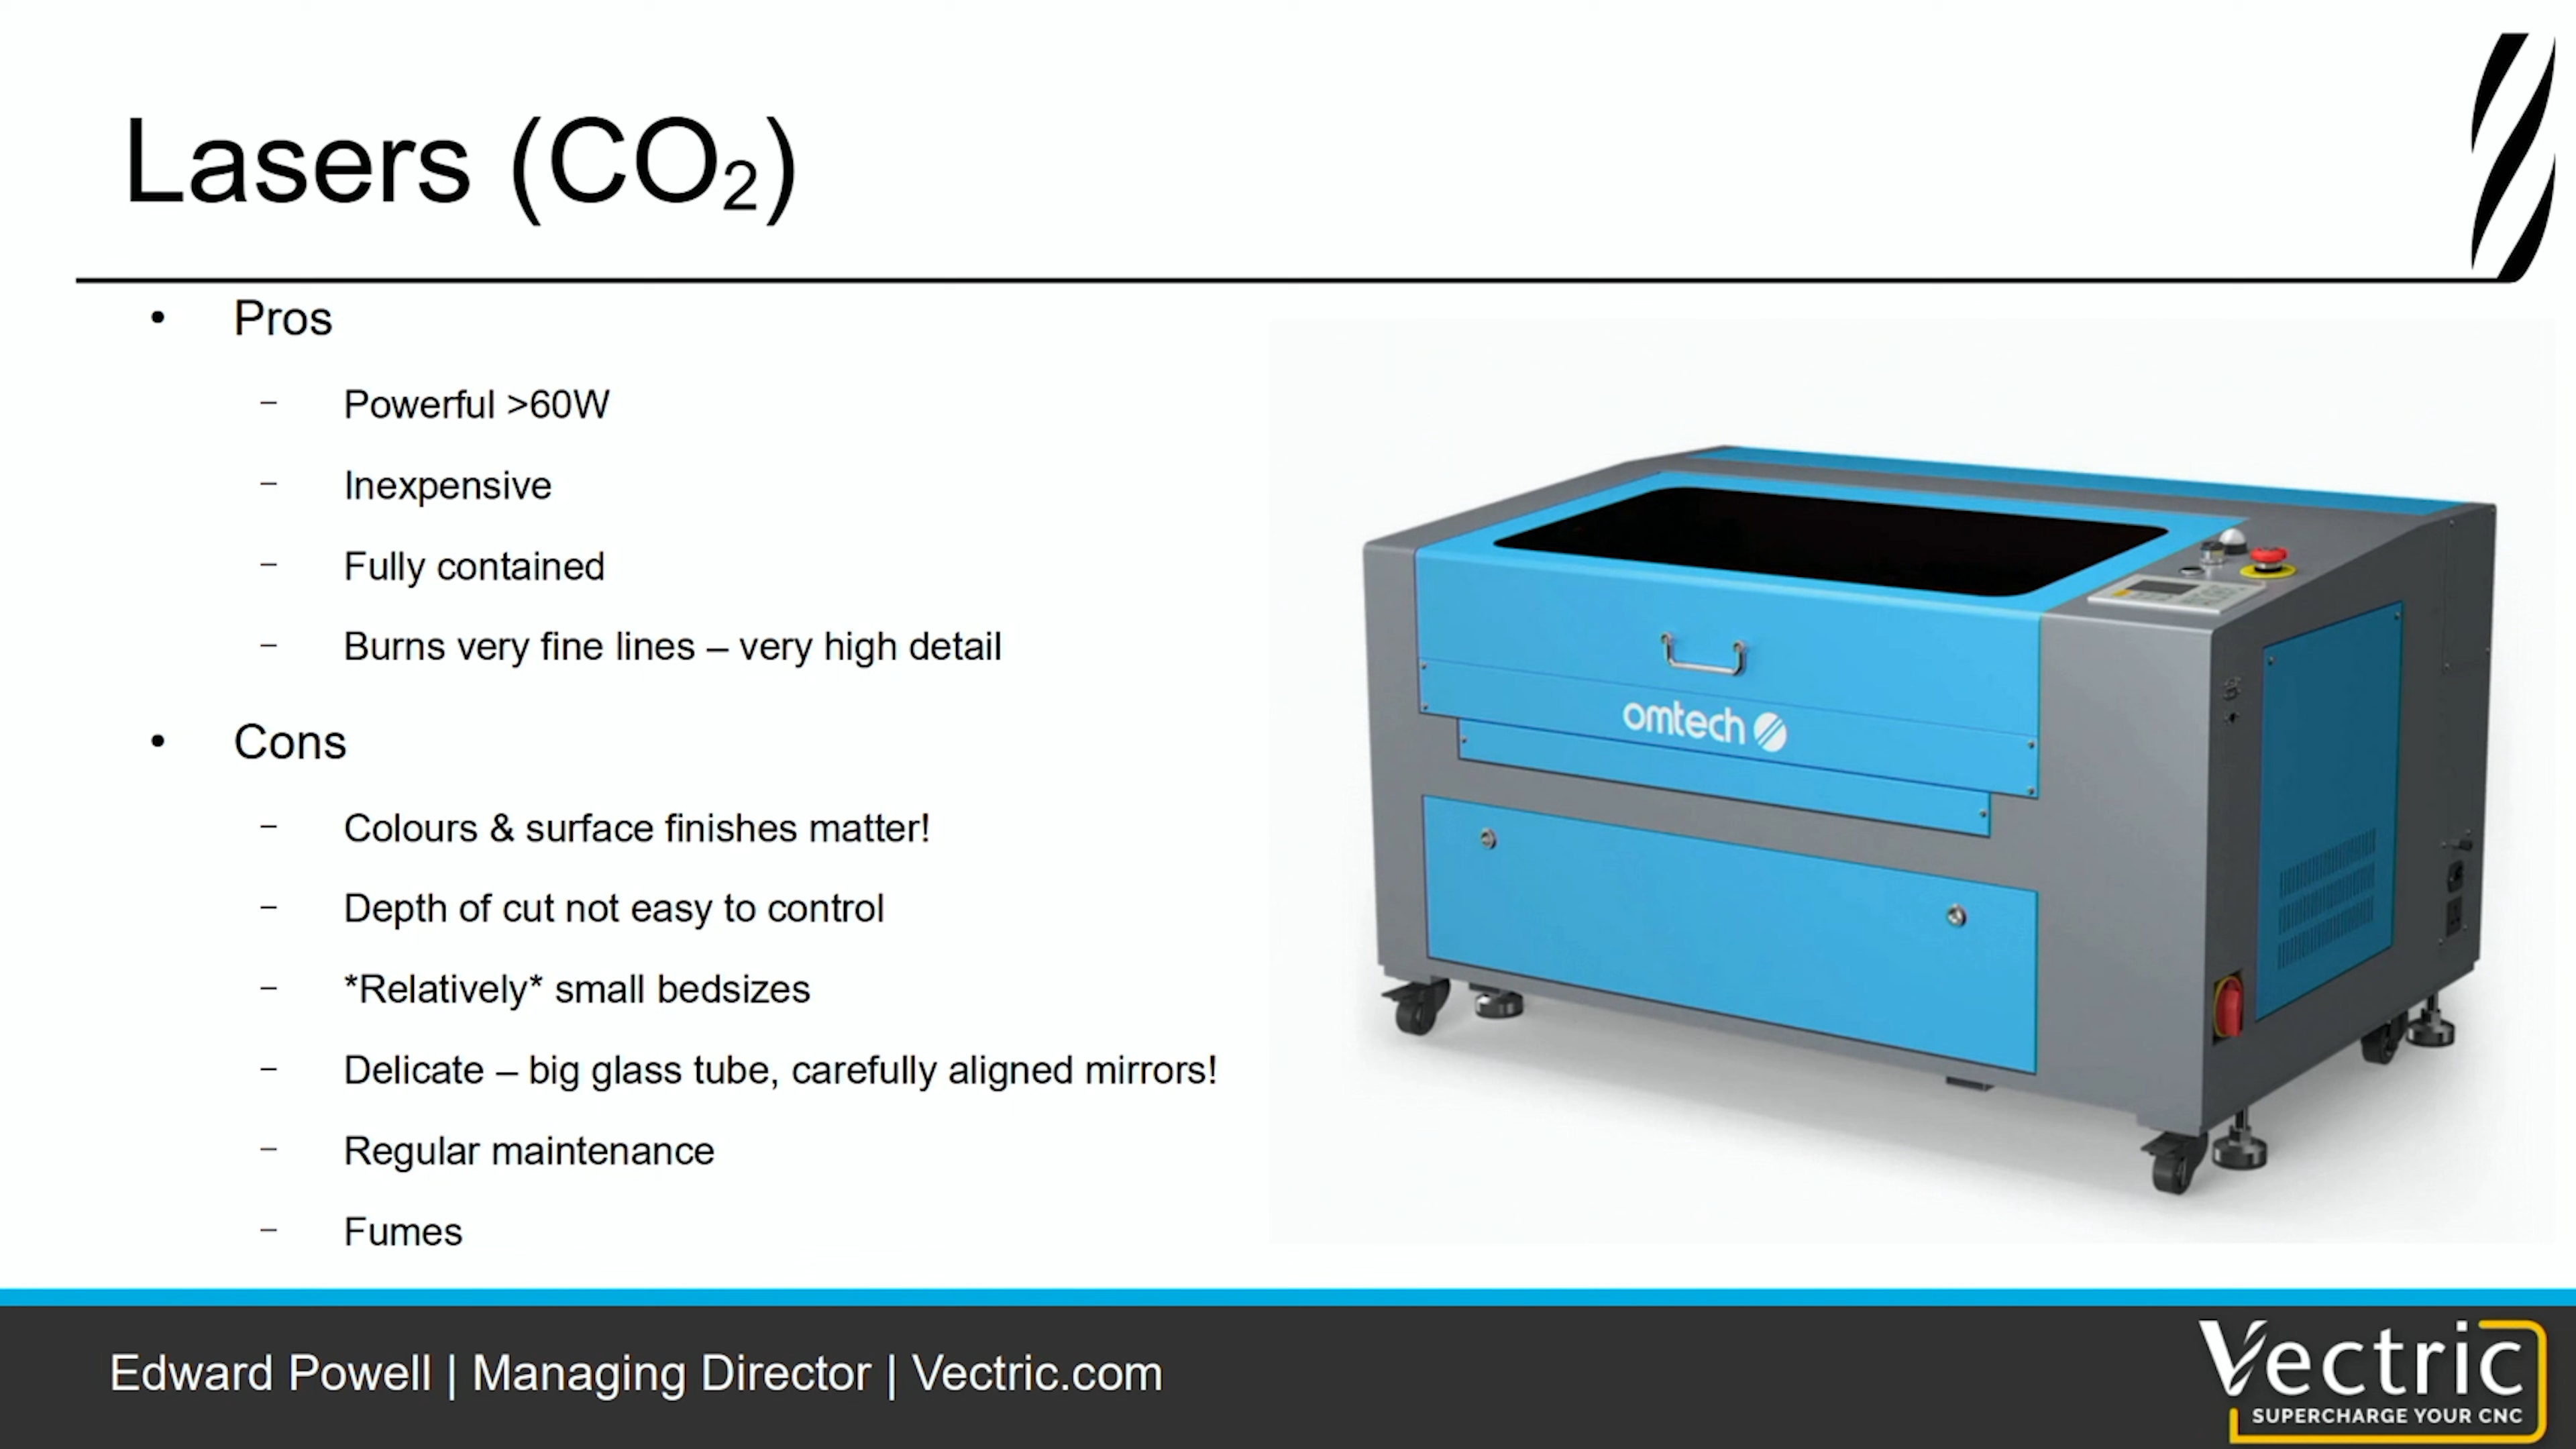 Lasers (CO₂)
• Pros
– Powerful >60W
– Inexpensive
– Fully contained
– Burns very fine lines – very high detail
• Cons
– Colours & surface finishes matter!
– Depth of cut not easy to control
– *Relatively* small bedsizes
– Delicate – big glass tube, carefully aligned mirrors!
– Regular maintenance
– Fumes
omtech
Edward Powell | Managing Director | Vectric.com
Vectric
SUPERCHARGE YOUR CNC